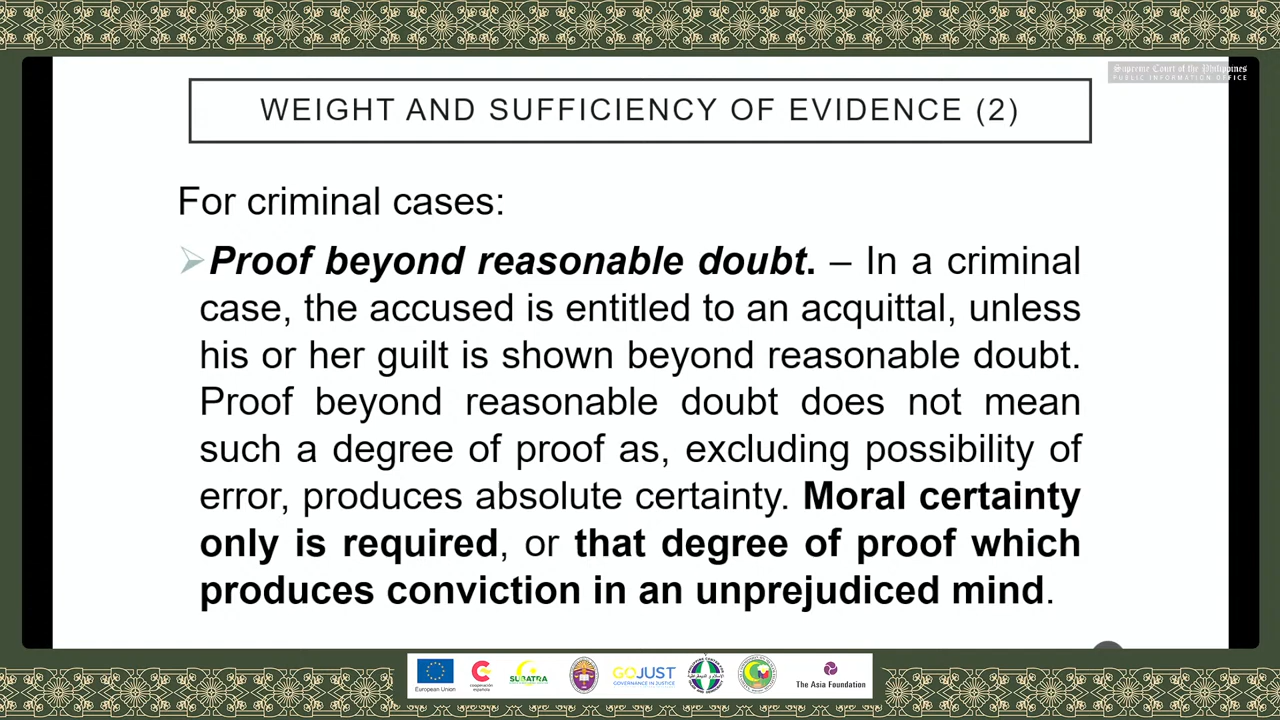 Supreme Court of the Philippines
PUBLIC INFORMATION OFFICE
WEIGHT AND SUFFICIENCY OF EVIDENCE (2)
For criminal cases:
Proof beyond reasonable doubt. – In a criminal
case, the accused is entitled to an acquittal, unless
his or her guilt is shown beyond reasonable doubt.
Proof beyond reasonable doubt does not mean
such a degree of proof as, excluding possibility of
error, produces absolute certainty. Moral certainty
only is required, or that degree of proof which
produces conviction in an unprejudiced mind.
European Union
cooperación
española
SUBATRA
GOJUST
GOVERNANCE IN JUSTICE
The Asia Foundation